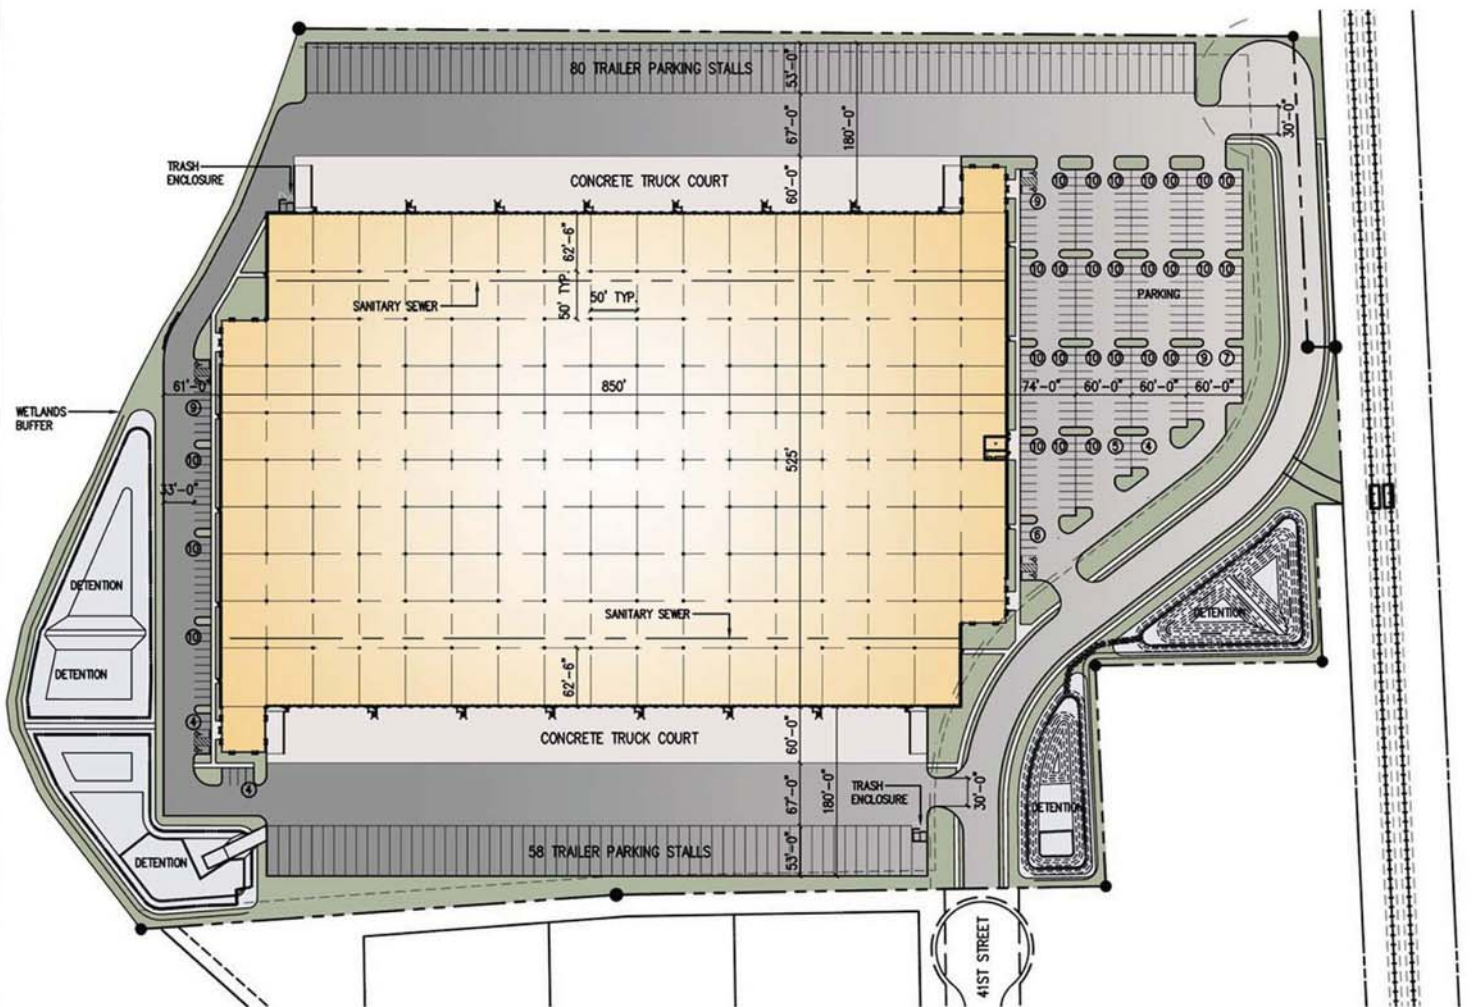 80 TRAILER PARKING STALLS
53'-0"
67'-0"
180'-0"
30'-0"
TRASH
ENCLOSURE
CONCRETE TRUCK COURT
60'-0"
10 10 10 10 10 10 10
9
62'-6"
SANITARY SEWER
50' TYP.
50' TYP.
10 10 10 10 10 10 10
PARKING
10 10 10 10 10 10 9 7
61'-0"
850'
74'-0" 60'-0" 60'-0" 60'-0"
WETLANDS
BUFFER
9
10
33'-0"
525'
10 10 10 5 4
10
6
DETENTION
DETENTION
SANITARY SEWER
10
DETENTION
62'-6"
4
CONCRETE TRUCK COURT
60'-0"
4
67'-0"
180'-0"
TRASH
ENCLOSURE
30'-0"
DETENTION
DETENTION
58 TRAILER PARKING STALLS
53'-0"
41ST STREET